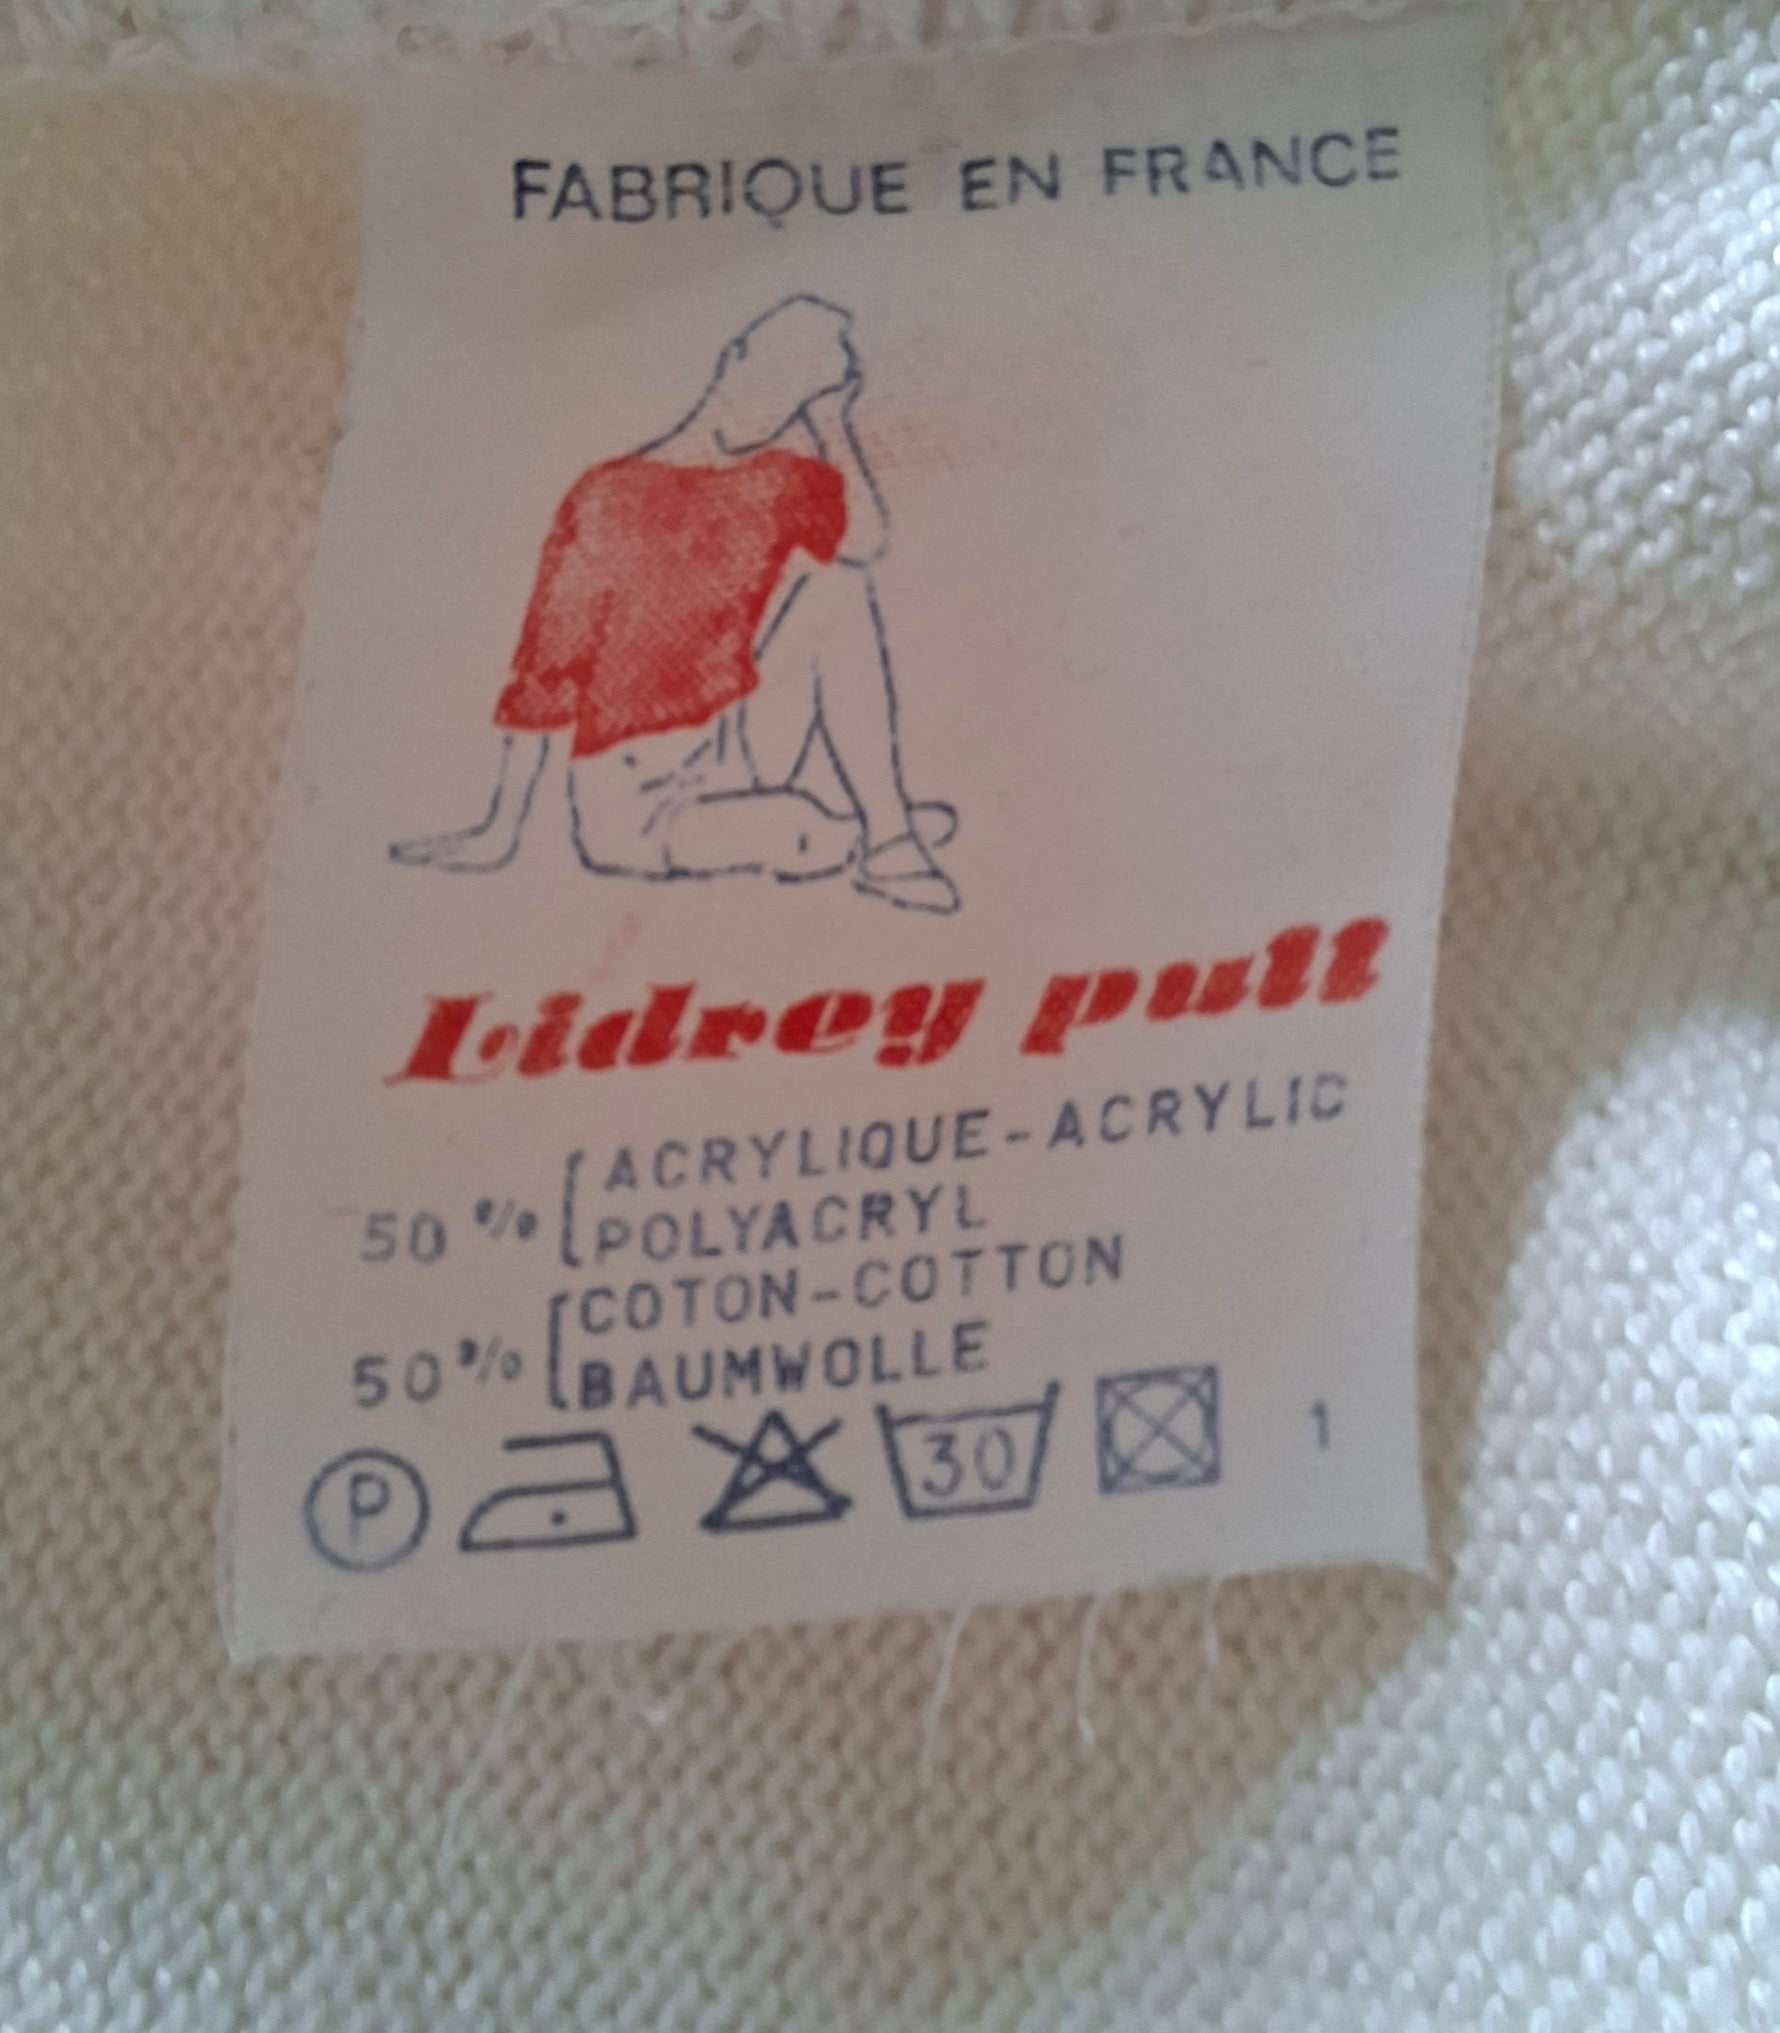 FABRIQUE EN FRANCE
Lidrey pull
ACRYLIQUE-ACRYLIC
50 % POLYACRYL
COTON-COTTON
50% BAUMWOLLE
P 30 1